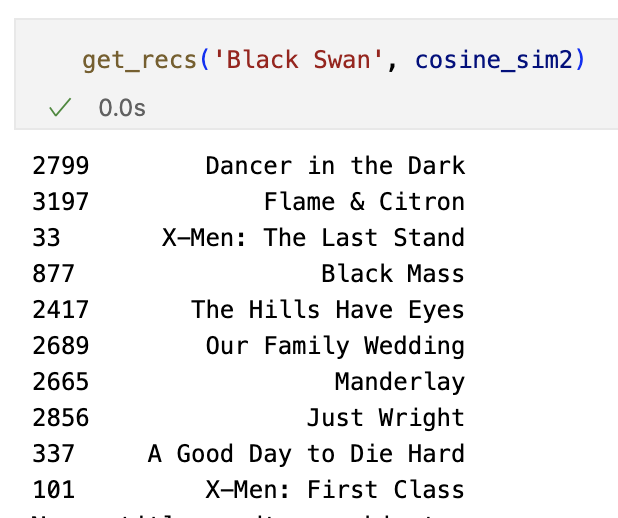 get_recs('Black Swan', cosine_sim2)
✓ 0.0s
2799 Dancer in the Dark
3197 Flame & Citron
33 X-Men: The Last Stand
877 Black Mass
2417 The Hills Have Eyes
2689 Our Family Wedding
2665 Manderlay
2856 Just Wright
337 A Good Day to Die Hard
101 X-Men: First Class